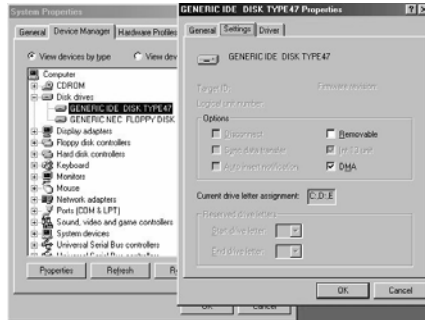 System Properties
General Device Manager Hardware Profiles
View devices by type View dev
Computer
CDROM
Disk drives
GENERIC IDE DISK TYPE47
GENERIC NEC FLOPPY DISK
Display adapters
Floppy disk controllers
Hard disk controllers
Keyboard
Monitors
Mouse
Network adapters
Ports (COM & LPT)
Sound, video and game controllers
System devices
Universal Serial Bus controllers
Properties Refresh R
GENERIC IDE DISK TYPE47 Properties
General Settings Driver
GENERIC IDE DISK TYPE47
Target ID: Firmware revision:
Logical unit number:
Options
Disconnect Removable
Sync data transfer Int 13 unit
Auto insert notification DMA
Current drive letter assignment: C:D:E
Reserved drive letters
Start drive letter:
End drive letter:
OK Cancel